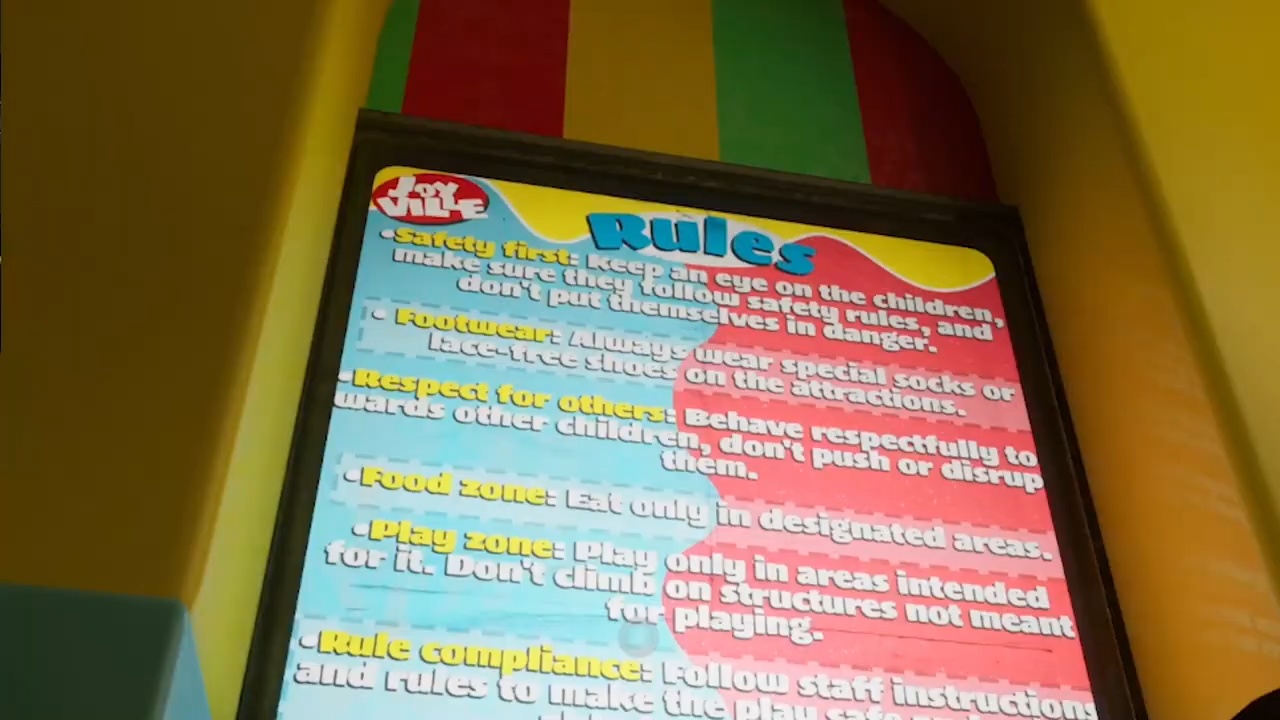 JOY
VILLE
Rules
•Safety first: Keep an eye on the children,
make sure they follow safety rules, and
don't put themselves in danger.
• Footwear: Always wear special socks or
lace-free shoes on the attractions.
•Respect for others: Behave respectfully to
wards other children, don't push or disrup
them.
•Food zone: Eat only in designated areas.
•Play zone: Play only in areas intended
for it. Don't climb on structures not meant
for playing.
•Rule compliance: Follow staff instructions
and rules to make the play safe